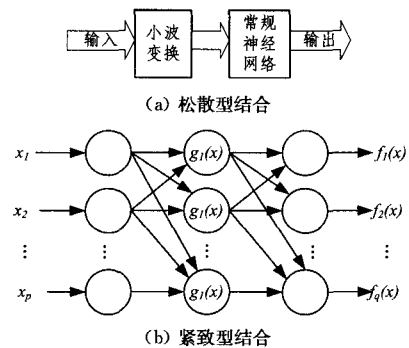 输入
小波
变换
常规
神经
网络
输出
(a) 松散型结合
x₁ g₁(x) f₁(x)
x₂ g₁(x) f₂(x)
⋮ ⋮ ⋮ ⋮
xₚ g₁(x) f_q(x)
(b) 紧致型结合